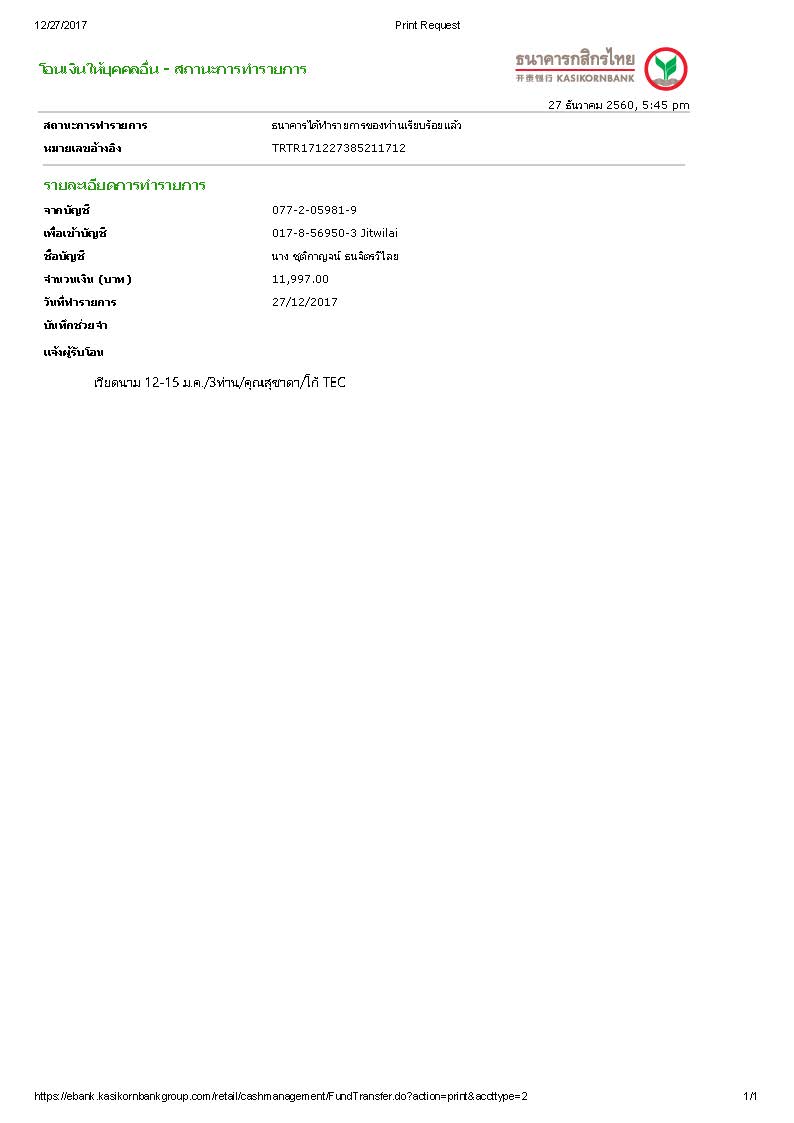 12/27/2017 Print Request
ธนาคารกสิกรไทย
开泰银行 KASIKORNBANK
โอนเงินให้บุคคลอื่น - สถานะการทำรายการ
27 ธันวาคม 2560, 5:45 pm
สถานะการทำรายการ ธนาคารได้ทำรายการของท่านเรียบร้อยแล้ว
หมายเลขอ้างอิง TRTR171227385211712
รายละเอียดการทำรายการ
จากบัญชี 077-2-05981-9
เพื่อเข้าบัญชี 017-8-56950-3 Jitwilai
ชื่อบัญชี นาง ชุติกาญจน์ ธนจิตรวิไลย
จำนวนเงิน (บาท) 11,997.00
วันที่ทำรายการ 27/12/2017
บันทึกช่วยจำ
แจ้งผู้รับโอน
เวียดนาม 12-15 ม.ค./3ท่าน/คุณสุชาดา/โก้ TEC
https://ebank.kasikornbankgroup.com/retail/cashmanagement/FundTransfer.do?action=print&accttype=2 1/1